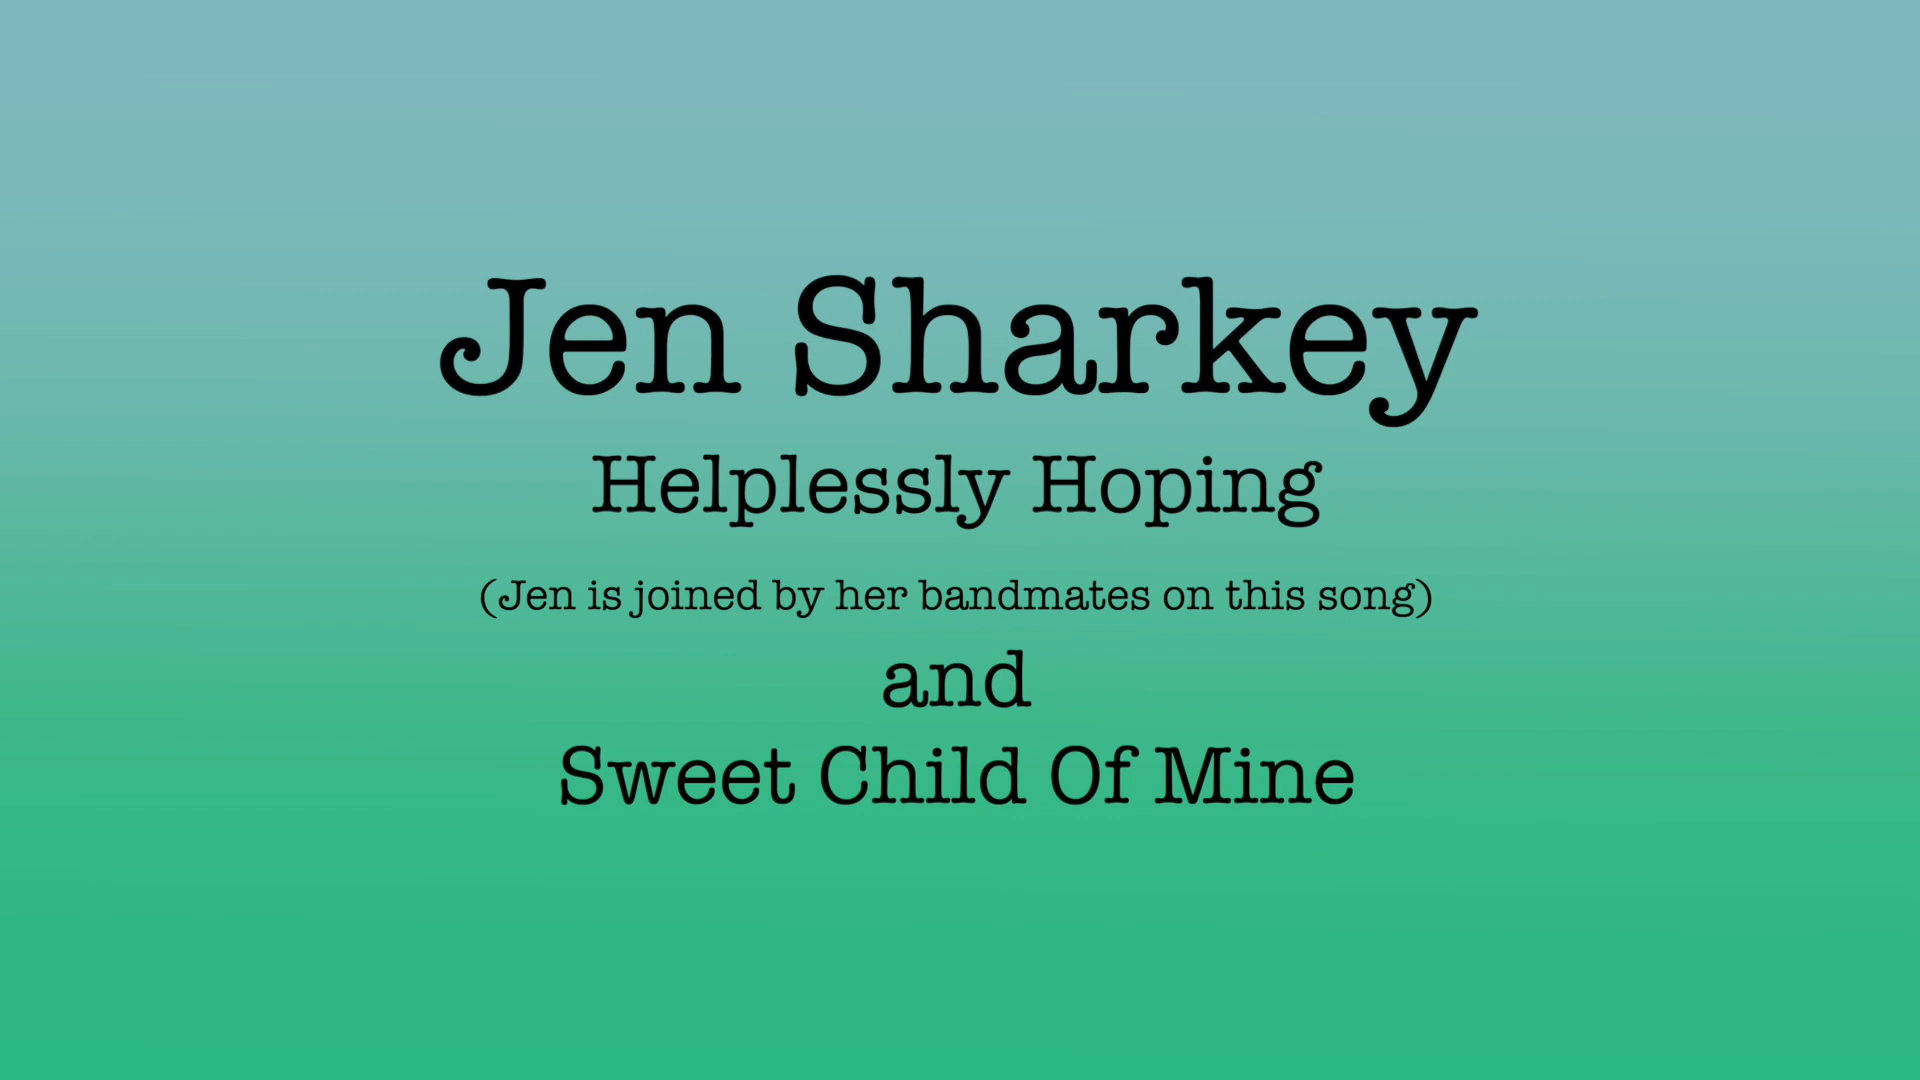 Jen Sharkey
Helplessly Hoping
(Jen is joined by her bandmates on this song)
and
Sweet Child Of Mine